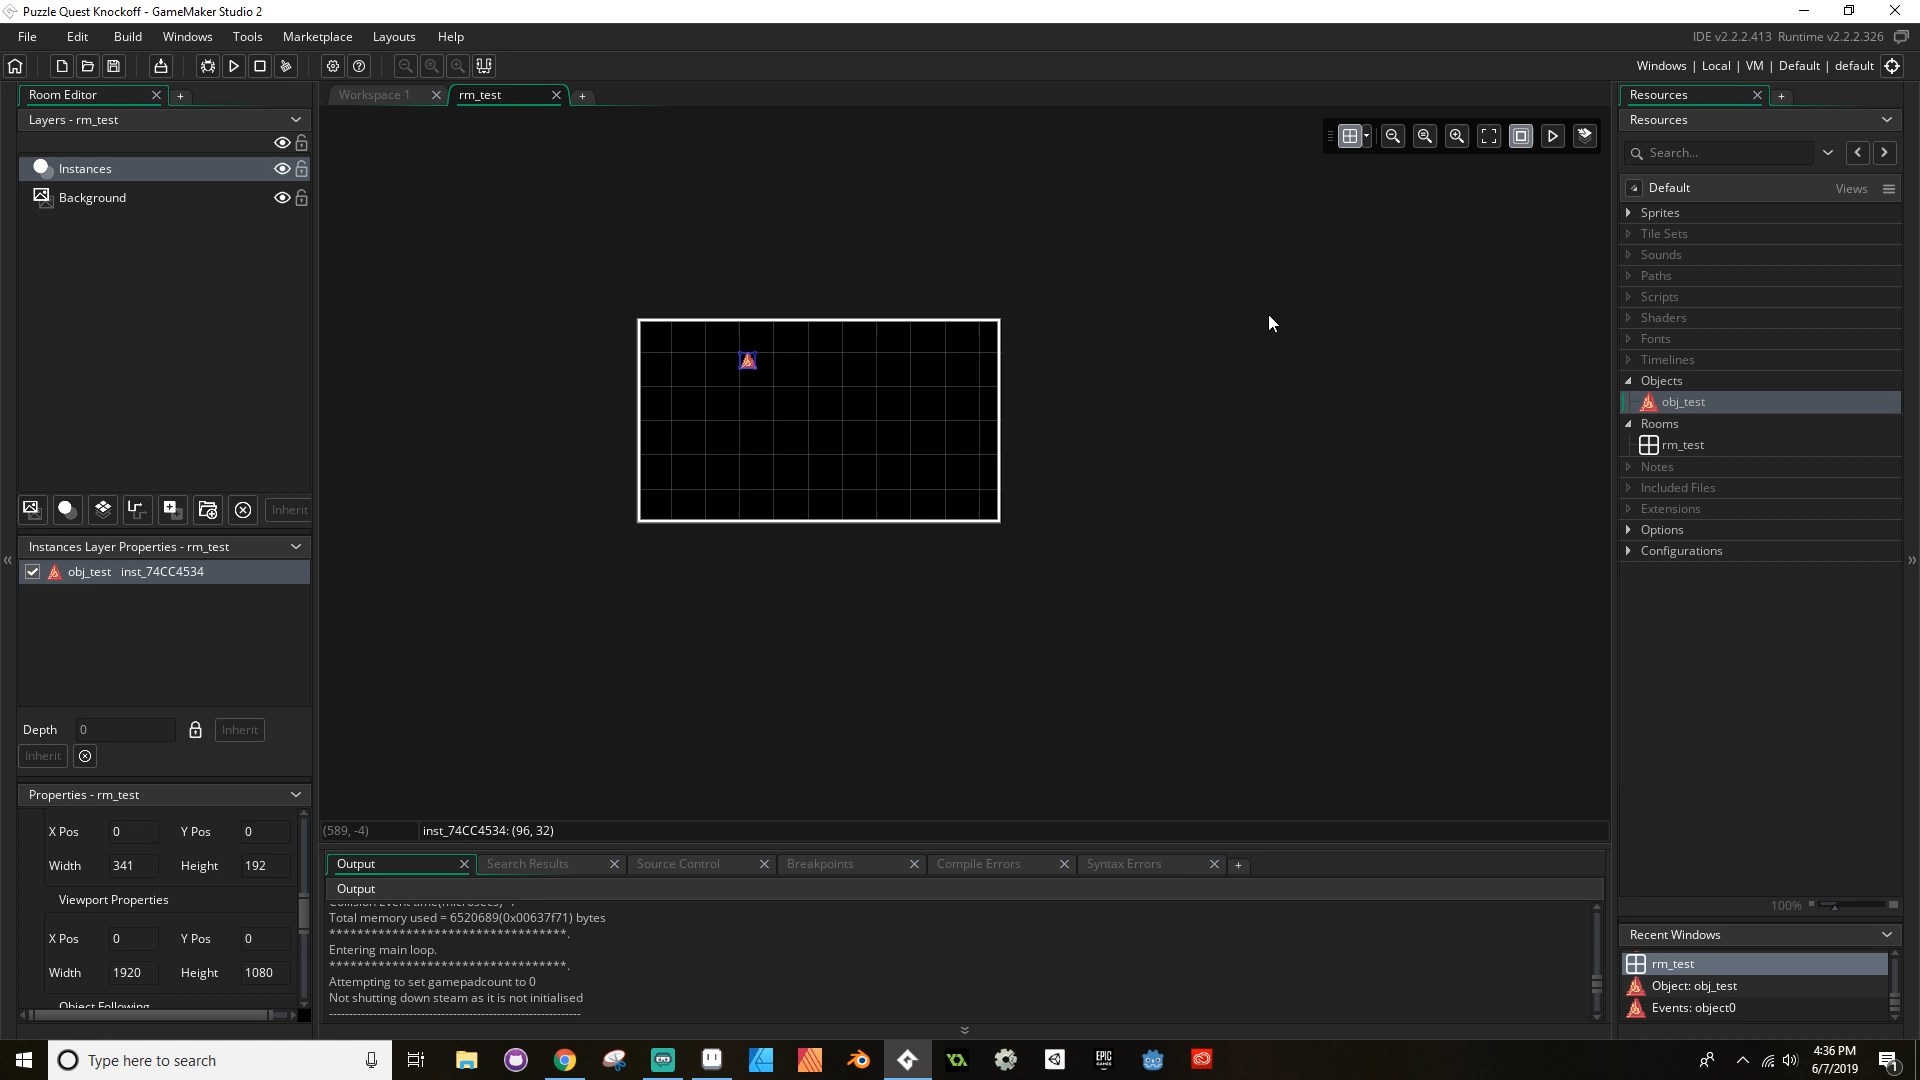 Puzzle Quest Knockoff - GameMaker Studio 2
File Edit Build Windows Tools Marketplace Layouts Help
IDE v2.2.2.413 Runtime v2.2.2.326
Windows | Local | VM | Default | default
Room Editor
Layers - rm_test
Instances
Background
Inherit
Instances Layer Properties - rm_test
obj_test inst_74CC4534
Depth 0 Inherit
Inherit
Properties - rm_test
X Pos 0 Y Pos 0
Width 341 Height 192
Viewport Properties
X Pos 0 Y Pos 0
Width 1920 Height 1080
Object Following
Workspace 1
rm_test
(589, -4)
inst_74CC4534: (96, 32)
Output Search Results Source Control Breakpoints Compile Errors Syntax Errors
Output
Total memory used = 6520689(0x00637f71) bytes
**********************************.
Entering main loop.
**********************************.
Attempting to set gamepadcount to 0
Not shutting down steam as it is not initialised
Resources
Resources
Search...
Default Views
Sprites
Tile Sets
Sounds
Paths
Scripts
Shaders
Fonts
Timelines
Objects
obj_test
Rooms
rm_test
Notes
Included Files
Extensions
Options
Configurations
100%
Recent Windows
rm_test
Object: obj_test
Events: object0
Type here to search
EPIC GAMES
4:36 PM
6/7/2019
1